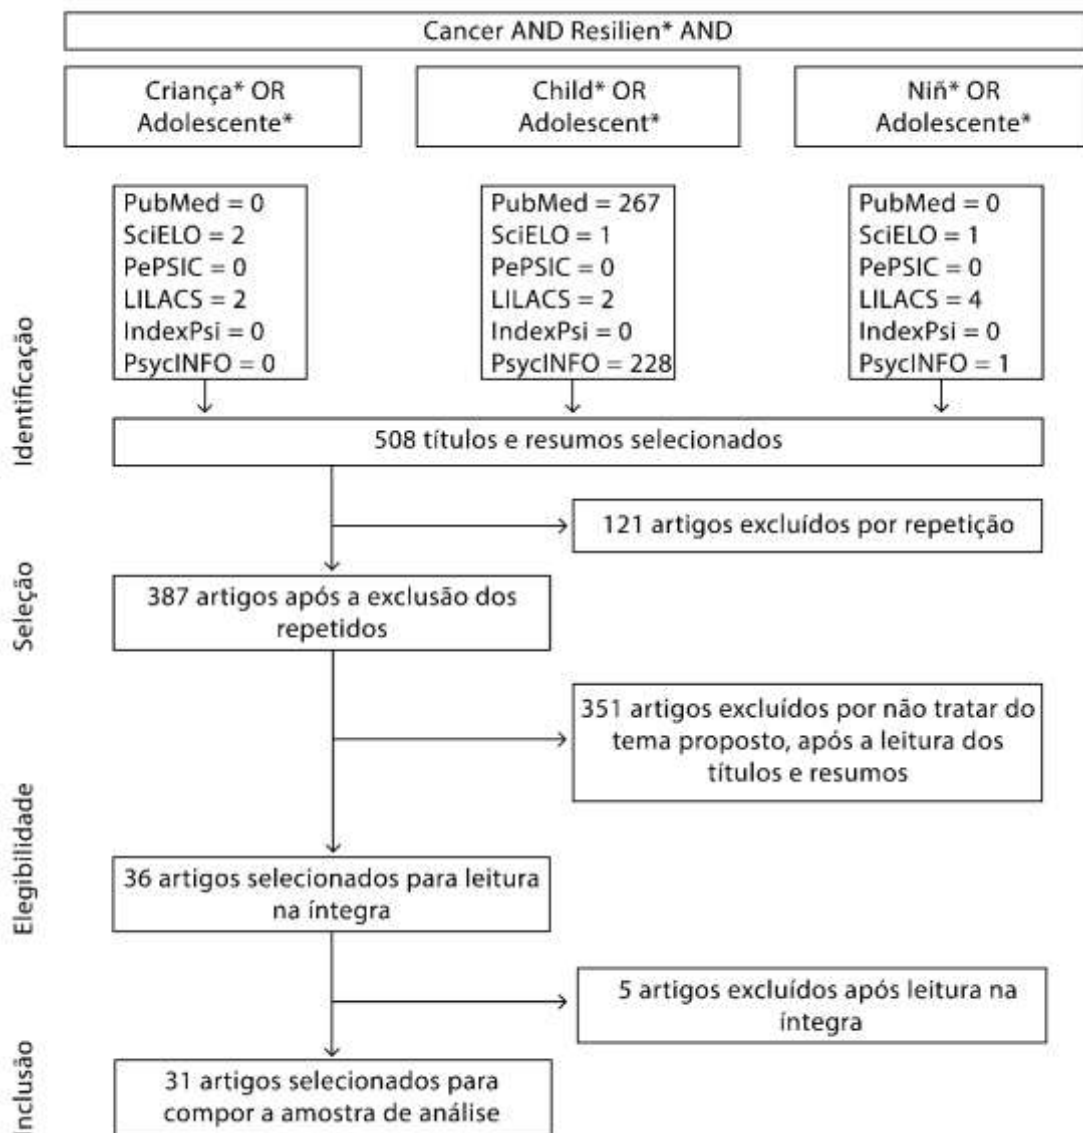 Cancer AND Resilien* AND
Criança* OR
Adolescente*
Child* OR
Adolescent*
Niñ* OR
Adolescente*
PubMed = 0
SciELO = 2
PePSIC = 0
LILACS = 2
IndexPsi = 0
PsycINFO = 0
PubMed = 267
SciELO = 1
PePSIC = 0
LILACS = 2
IndexPsi = 0
PsycINFO = 228
PubMed = 0
SciELO = 1
PePSIC = 0
LILACS = 4
IndexPsi = 0
PsycINFO = 1
Identificação
508 títulos e resumos selecionados
121 artigos excluídos por repetição
Seleção
387 artigos após a exclusão dos
repetidos
351 artigos excluídos por não tratar do
tema proposto, após a leitura dos
títulos e resumos
Elegibilidade
36 artigos selecionados para leitura
na íntegra
5 artigos excluídos após leitura na
íntegra
Inclusão
31 artigos selecionados para
compor a amostra de análise